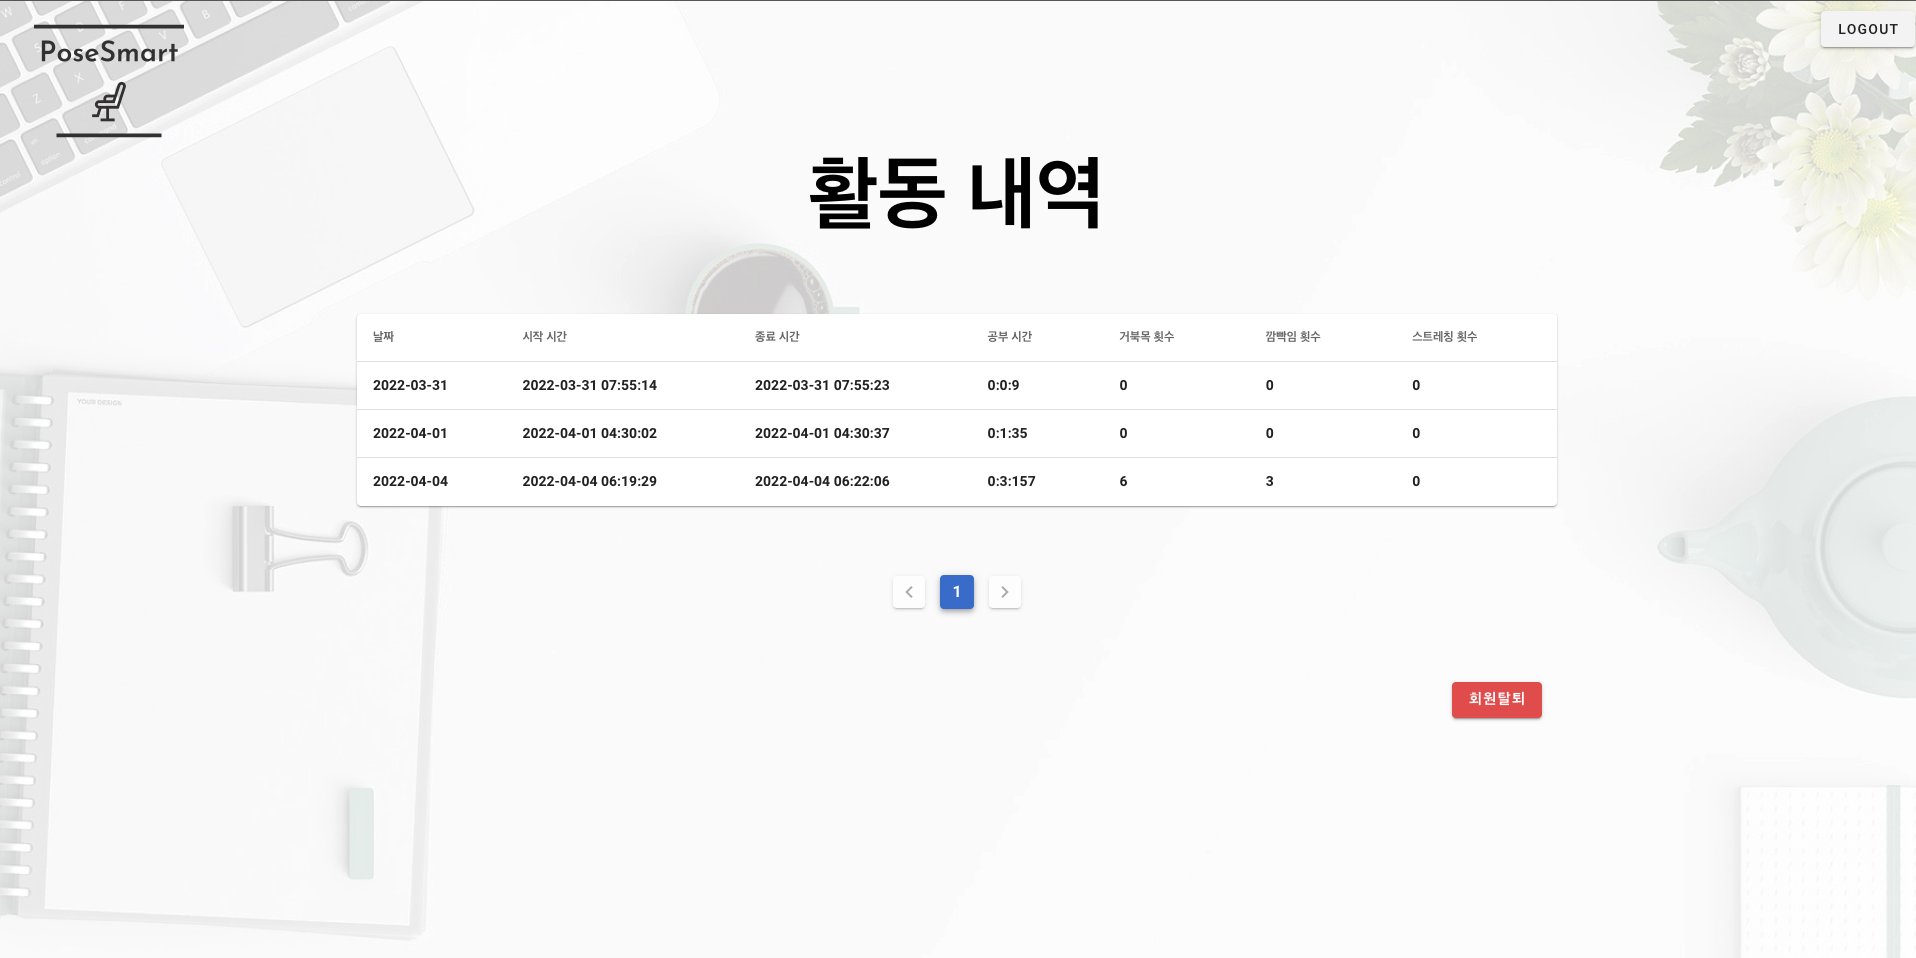 PoseSmart
LOGOUT
활동 내역
날짜 시작 시간 종료 시간 공부 시간 거북목 횟수 깜빡임 횟수 스트레칭 횟수
2022-03-31 2022-03-31 07:55:14 2022-03-31 07:55:23 0:0:9 0 0 0
2022-04-01 2022-04-01 04:30:02 2022-04-01 04:30:37 0:1:35 0 0 0
2022-04-04 2022-04-04 06:19:29 2022-04-04 06:22:06 0:3:157 6 3 0
YOUR DESIGN
1
회원탈퇴